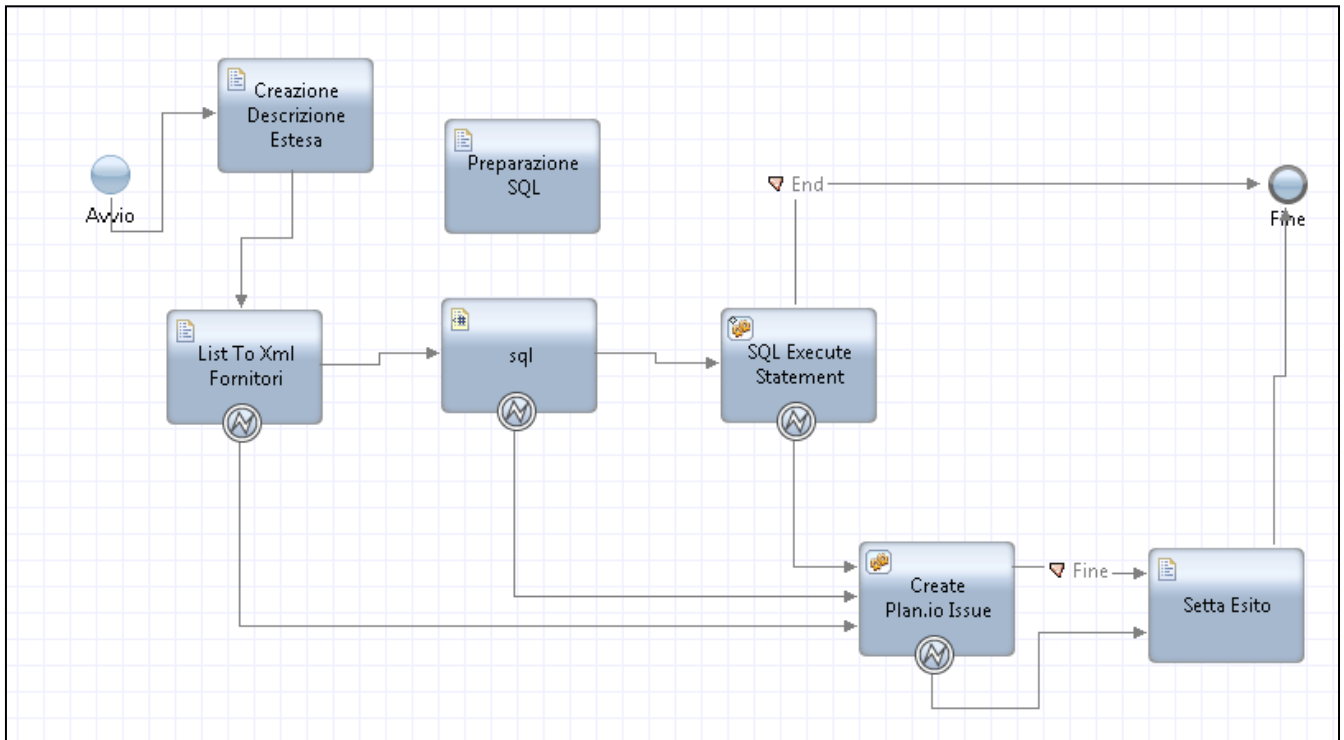 Creazione
Descrizione
Estesa
Avvio
Preparazione
SQL
End
Fine
List To Xml
Fornitori
sql
SQL Execute
Statement
Create
Plan.io Issue
Fine
Setta Esito